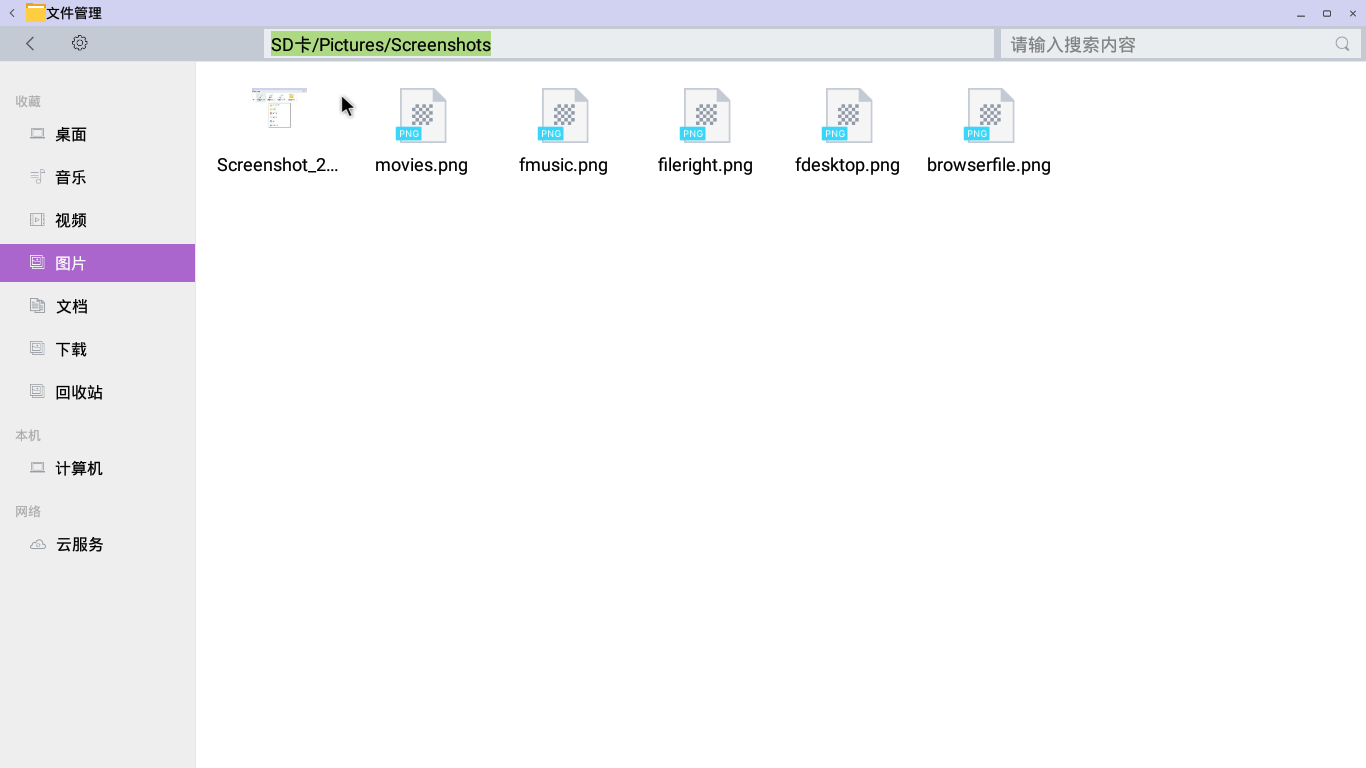 文件管理
SD卡/Pictures/Screenshots
请输入搜索内容
收藏
桌面
音乐
视频
图片
文档
下载
回收站
本机
计算机
网络
云服务
Screenshot_2...
PNG
movies.png
PNG
fmusic.png
PNG
fileright.png
PNG
fdesktop.png
PNG
browserfile.png